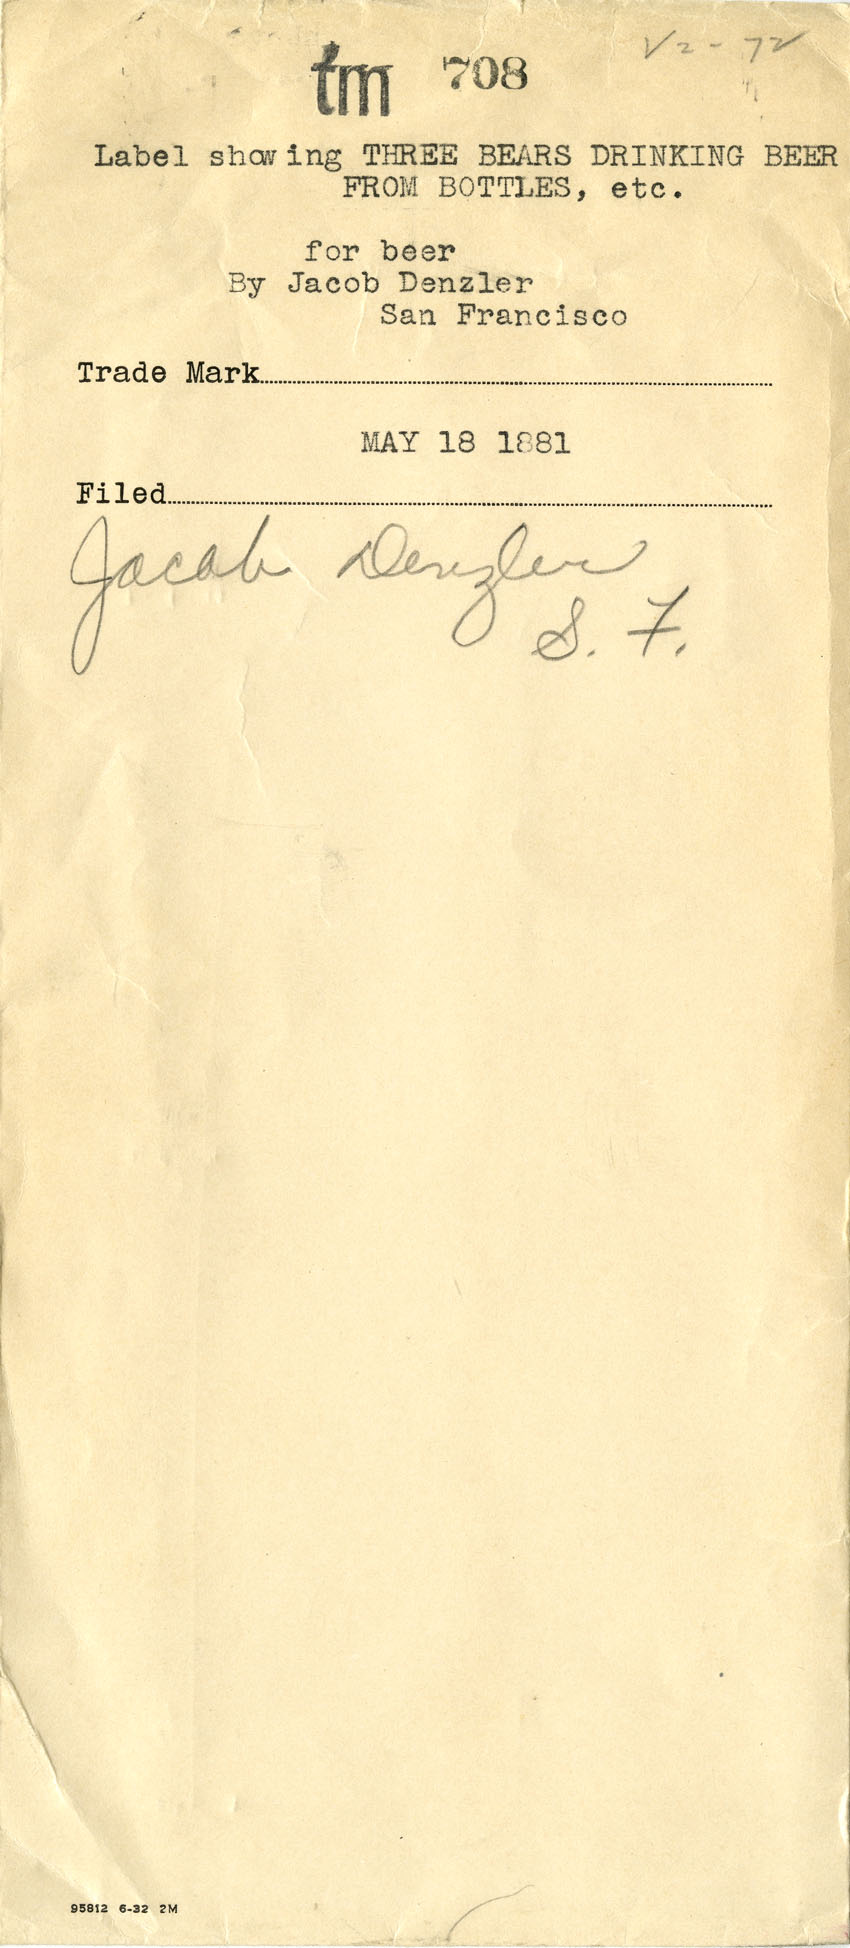 tm 708
V2-72
Label showing THREE BEARS DRINKING BEER
FROM BOTTLES, etc.
for beer
By Jacob Denzler
San Francisco
Trade Mark
MAY 18 1881
Filed
Jacob Denzler
S. F.
95812 6-32 2M